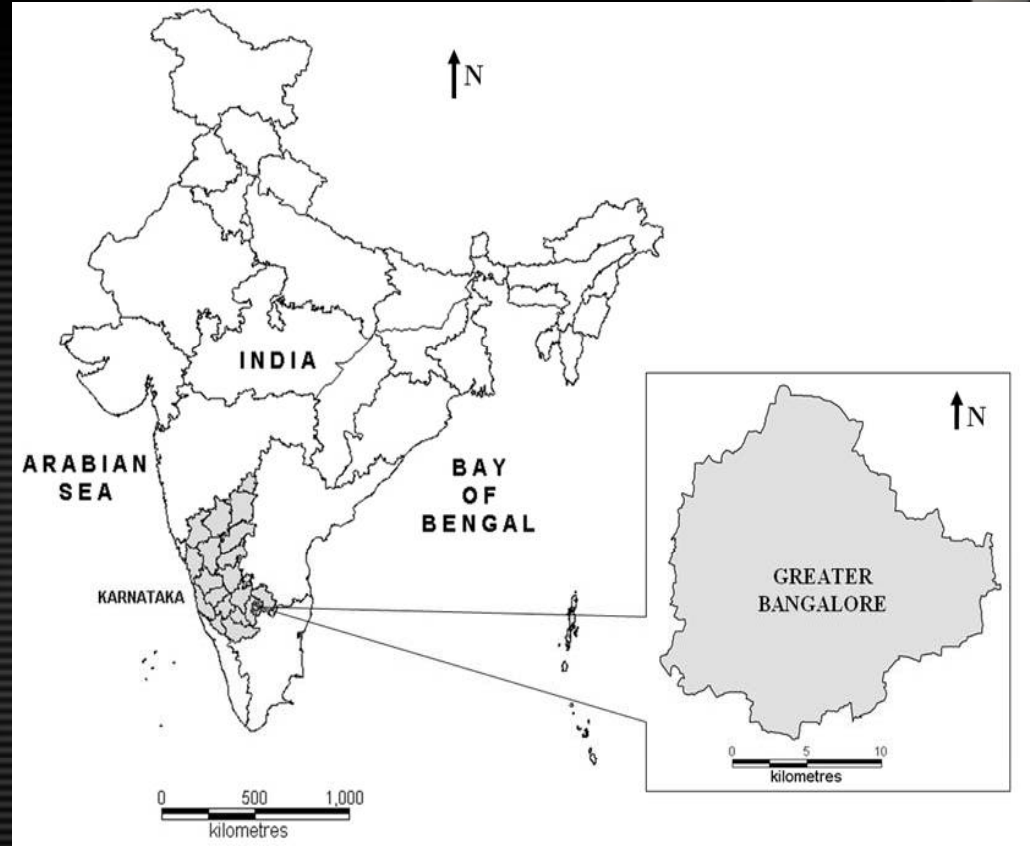 N
INDIA
ARABIAN
SEA
BAY
OF
BENGAL
KARNATAKA
N
GREATER
BANGALORE
0 5 10
kilometres
0 500 1,000
kilometres